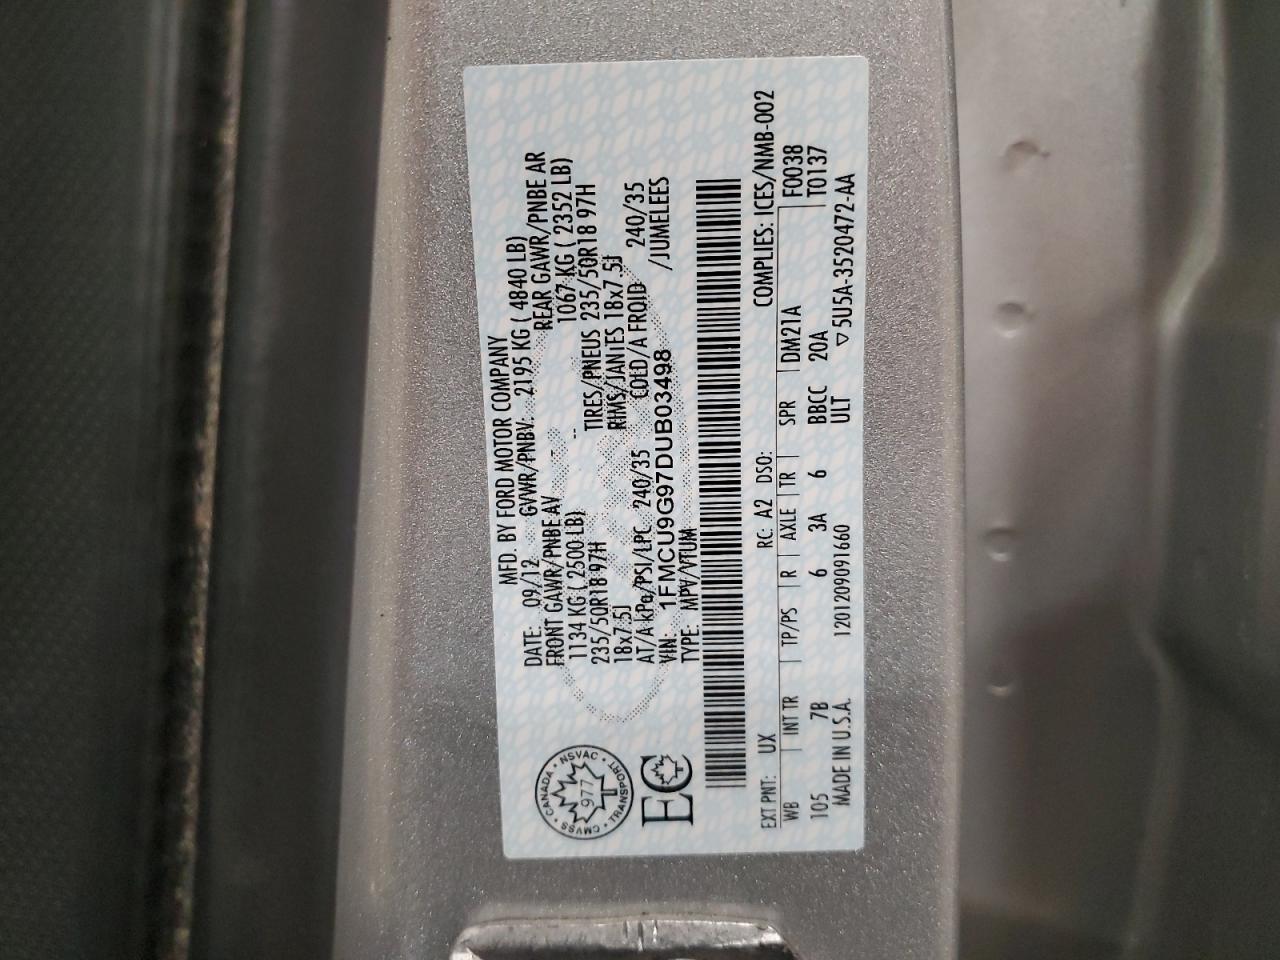 MFD. BY FORD MOTOR COMPANY
DATE: 09/12 GVWR/PNBV: 2195 KG ( 4840 LB)
FRONT GAWR/PNBE AV REAR GAWR/PNBE AR
1134 KG ( 2500 LB) -- 1067 KG ( 2352 LB)
235/50R18 97H TIRES/PNEUS 235/50R18 97H
18x7.5J RIMS/JANTES 18x7.5J
AT/A kPa/PSI/LPC 240/35 COLD/A FROID 240/35
VIN: 1FMCU9G97DUB03498 /JUMELEES
TYPE: MPV/VTUM
CANADA • NSVAC • TRANSPORT • CMVSS •
977
EC
EXT PNT: UX RC: A2 DSO: COMPLIES: ICES/NMB-002
WB INT TR TP/PS R AXLE TR SPR DM21A F0038
105 7B 6 3A 6 BBCC 20A T0137
ULT
MADE IN U.S.A. 120120909​1660 ▽5U5A-3520472-AA